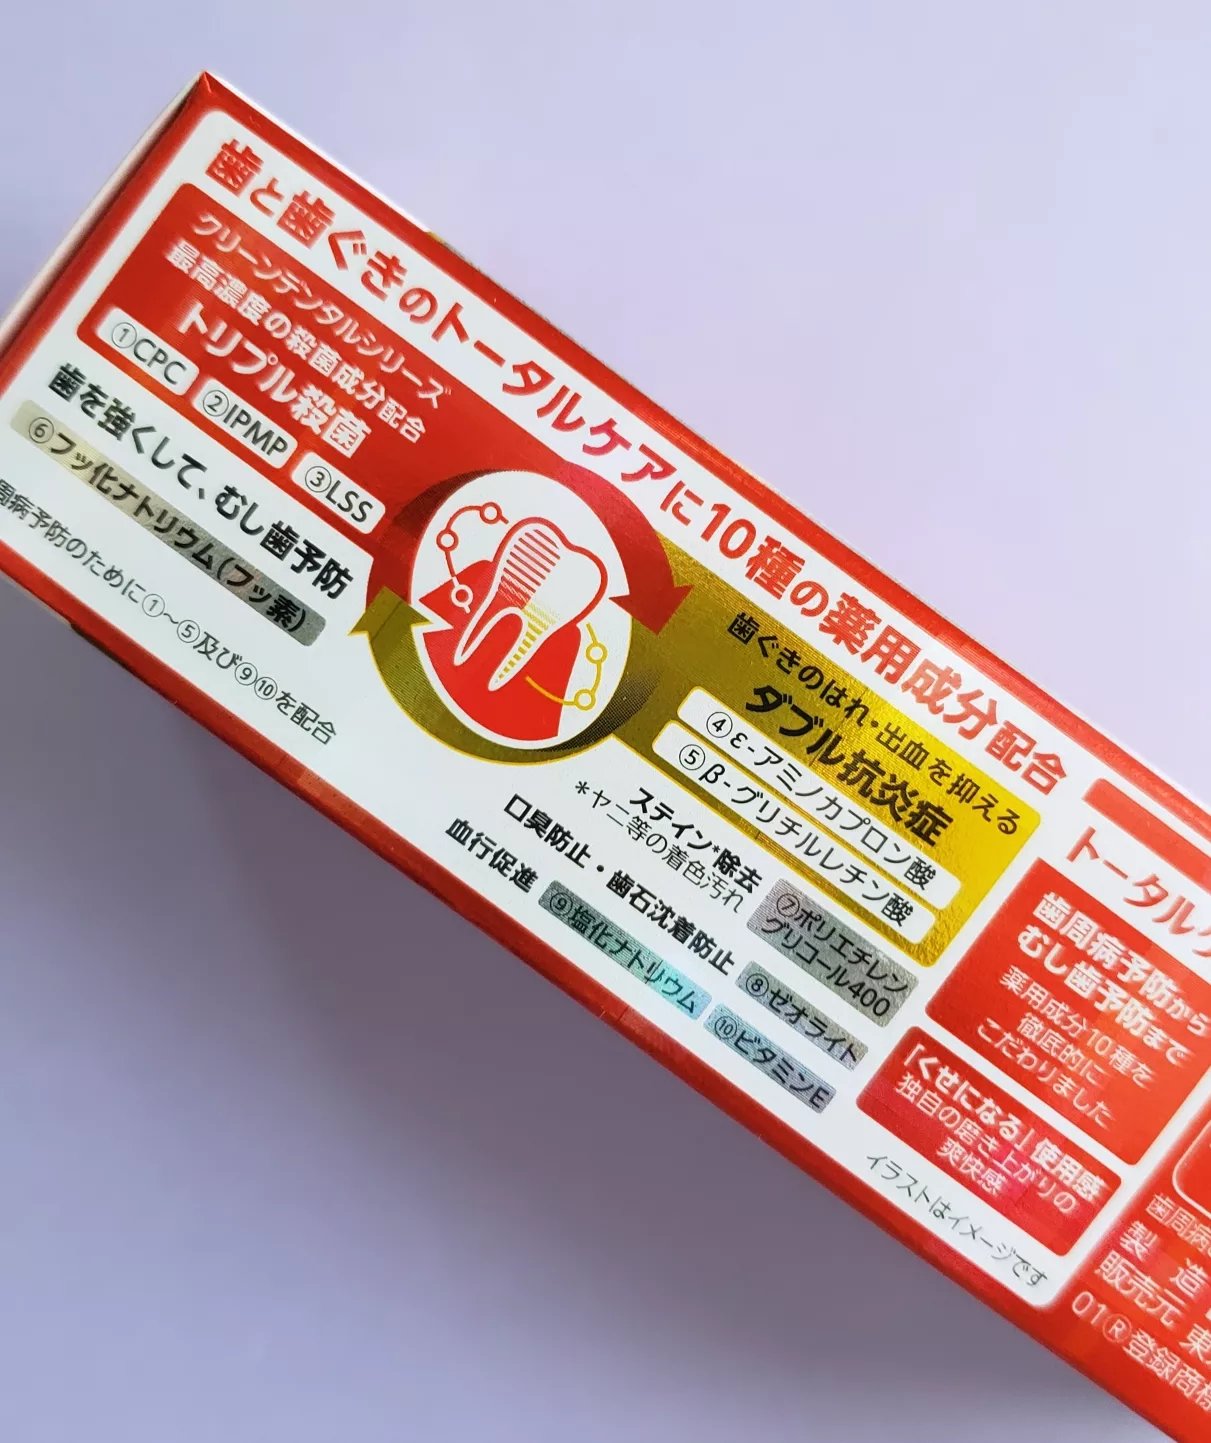 歯と歯ぐきのトータルケアに10種の薬用成分配合
クリーンデンタルシリーズ
最高濃度の殺菌成分配合
トリプル殺菌
①CPC
②IPMP
③LSS
歯を強くして、むし歯予防
⑥フッ化ナトリウム(フッ素)
周病予防のために①〜⑤及び⑨⑩を配合
歯ぐきのはれ・出血を抑える
ダブル抗炎症
④ε-アミノカプロン酸
⑤β-グリチルレチン酸
ステイン*除去
*ヤニ等の着色汚れ
⑦ポリエチレン
グリコール400
口臭防止・歯石沈着防止
⑧ゼオライト
血行促進
⑨塩化ナトリウム
⑩ビタミンE
トータル
歯周病予防から
むし歯予防まで
薬用成分10種を
徹底的に
こだわりました
「くせになる」使用感
独自の磨き上がりの
爽快感
イラストはイメージです
歯周病
製造
販売元 東
01®登録商標